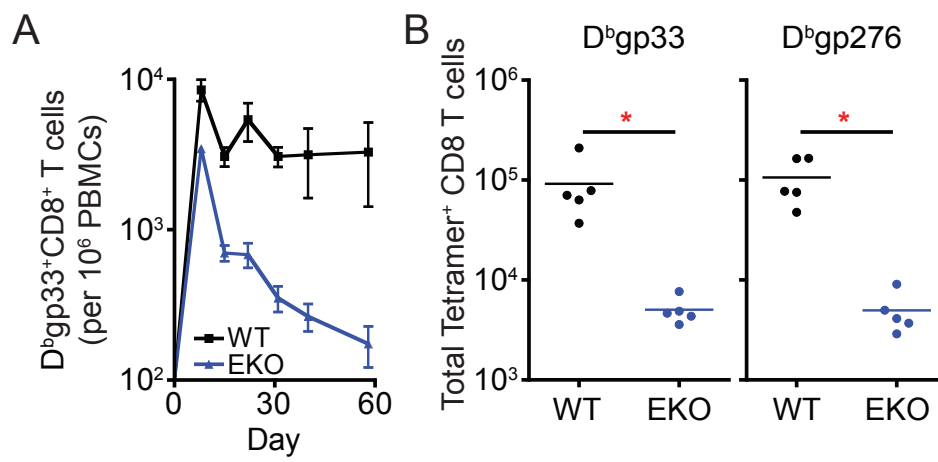 A
Dᵇgp33⁺CD8⁺ T cells
(per 10⁶ PBMCs)
10⁴
10³
10²
WT
EKO
0
30
60
Day
B
Dᵇgp33
Dᵇgp276
Total Tetramer⁺ CD8 T cells
10⁶
10⁵
10⁴
10³
*
*
WT
EKO
WT
EKO